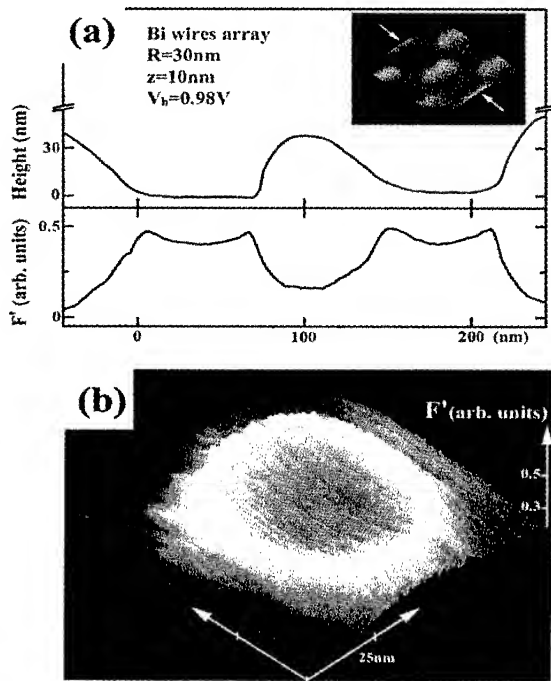 (a)
Bi wires array
R=30nm
z=10nm
Vb=0.98V
Height (nm)
30
0
F' (arb. units)
0.5
0
0 100 200 (nm)
(b)
F'(arb. units)
0.5
0.3
25nm